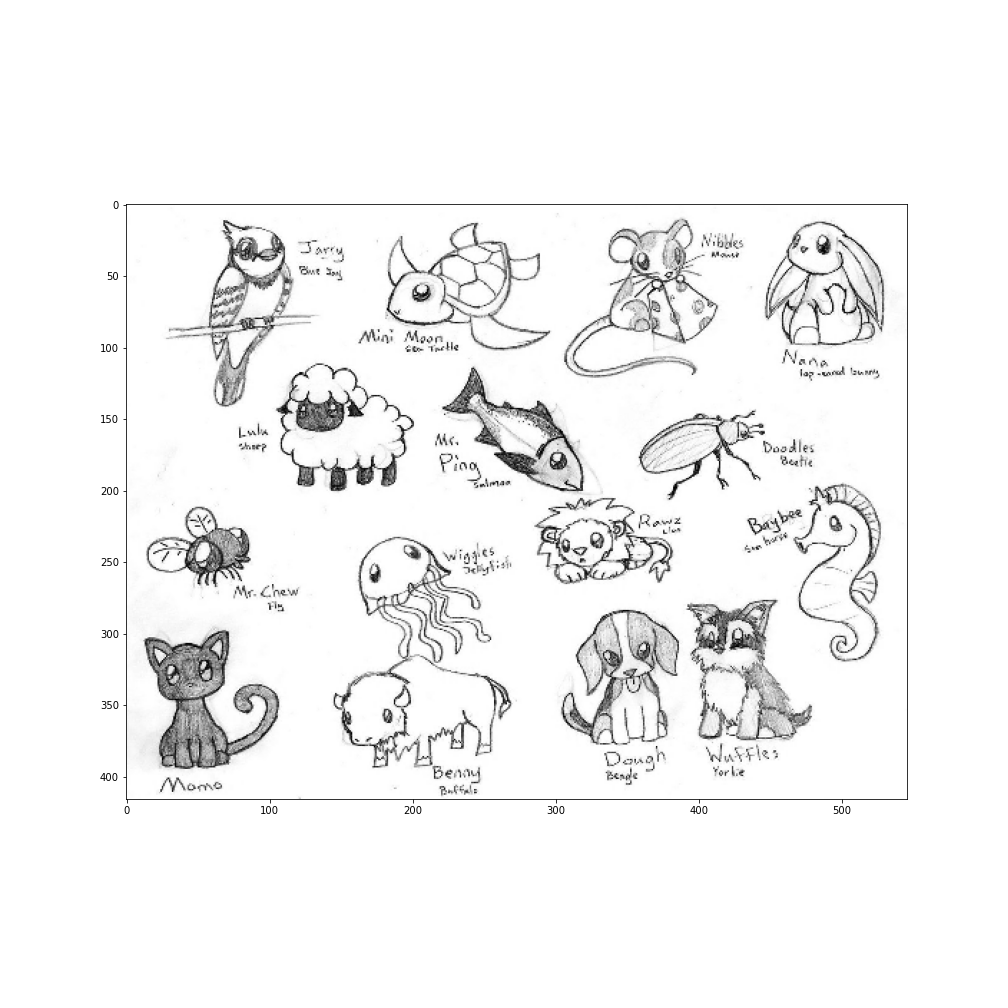 Jarry
Blue Jay
Mini Moon
Sea Turtle
Nibbles
Mouse
Nana
lop-eared bunny
Lulu
sheep
Mr.
Ping
salmon
Doodles
Beetle
Mr. Chew
Fly
Wiggles
Jellyfish
Rawz
Lion
Baybee
Sea horse
Momo
Benny
Buffalo
Dough
Beagle
Wuffles
Yorkie
0
50
100
150
200
250
300
350
400
0
100
200
300
400
500